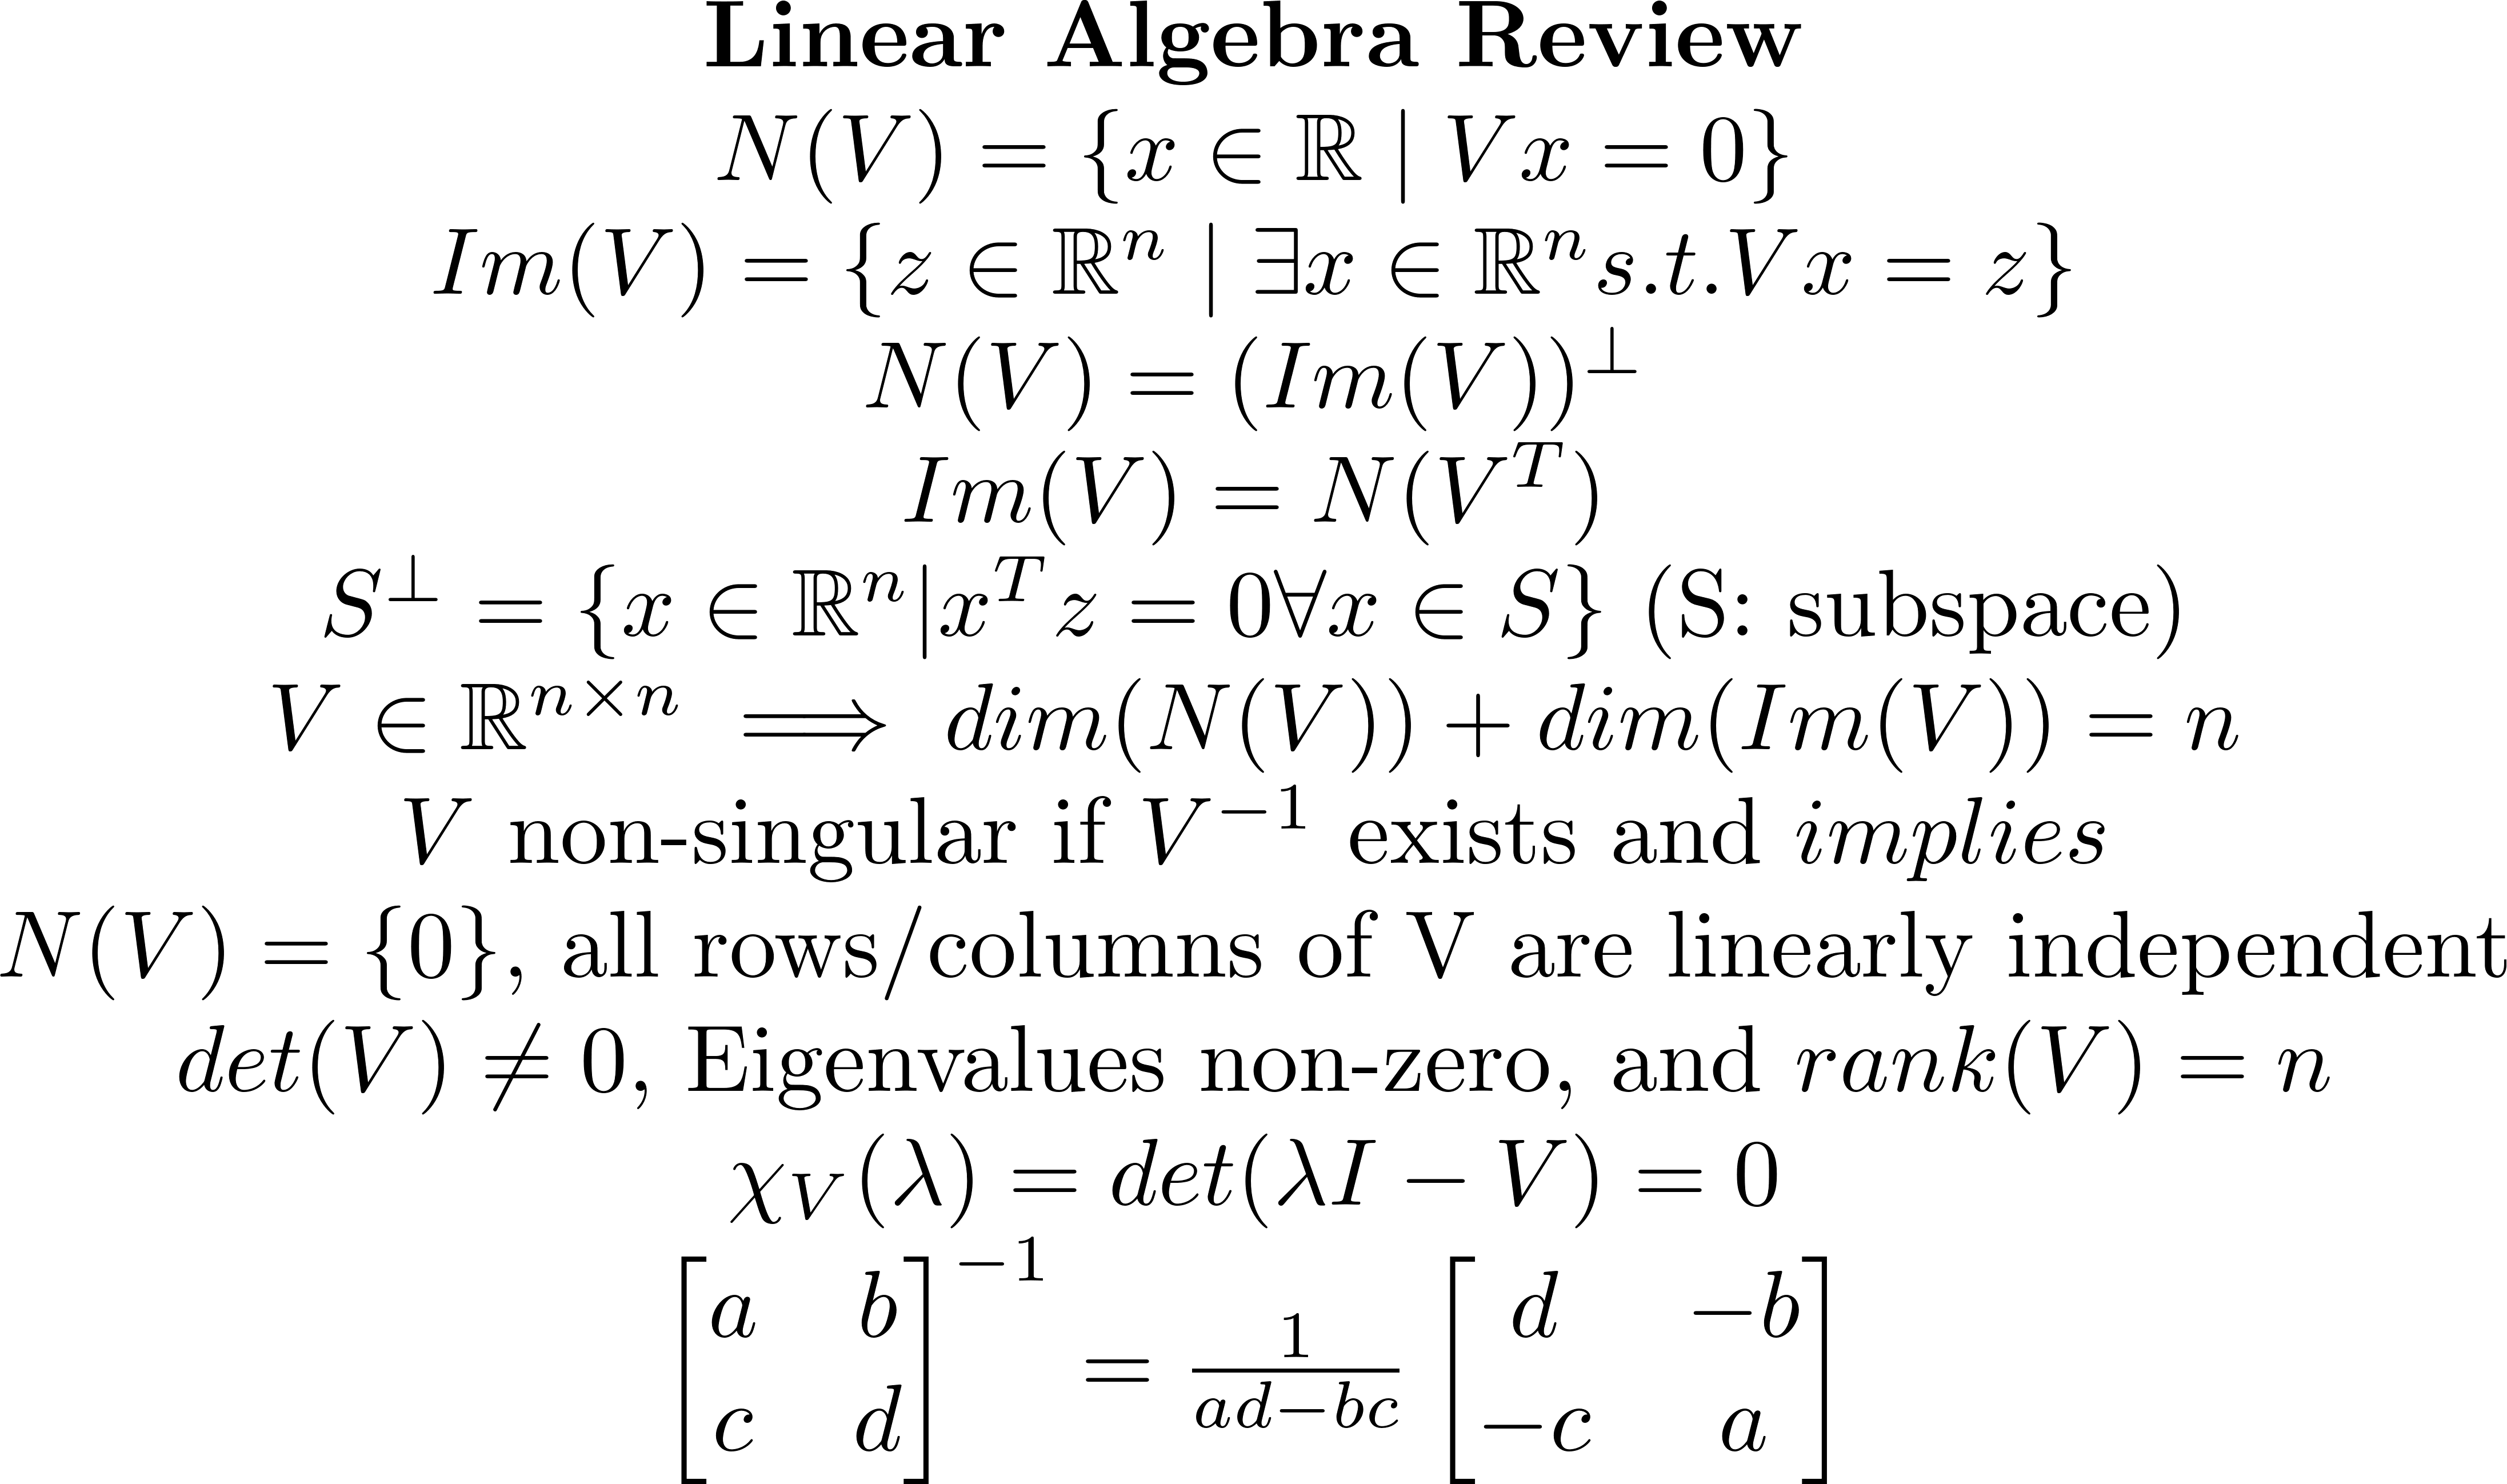 Linear Algebra Review
N(V) = {x ∈ ℝ | Vx = 0}
Im(V) = {z ∈ ℝⁿ | ∃x ∈ ℝⁿ s.t. Vx = z}
N(V) = (Im(V))^⊥
Im(V) = N(V^T)
S^⊥ = {x ∈ ℝⁿ | x^T z = 0 ∀x ∈ S} (S: subspace)
V ∈ ℝ^{n×n} ⟹ dim(N(V)) + dim(Im(V)) = n
V non-singular if V^{-1} exists and implies
N(V) = {0}, all rows/columns of V are linearly independent
det(V) ≠ 0, Eigenvalues non-zero, and rank(V) = n
χ_V(λ) = det(λI − V) = 0
[a b; c d]^{-1} = 1/(ad−bc) [d −b; −c a]